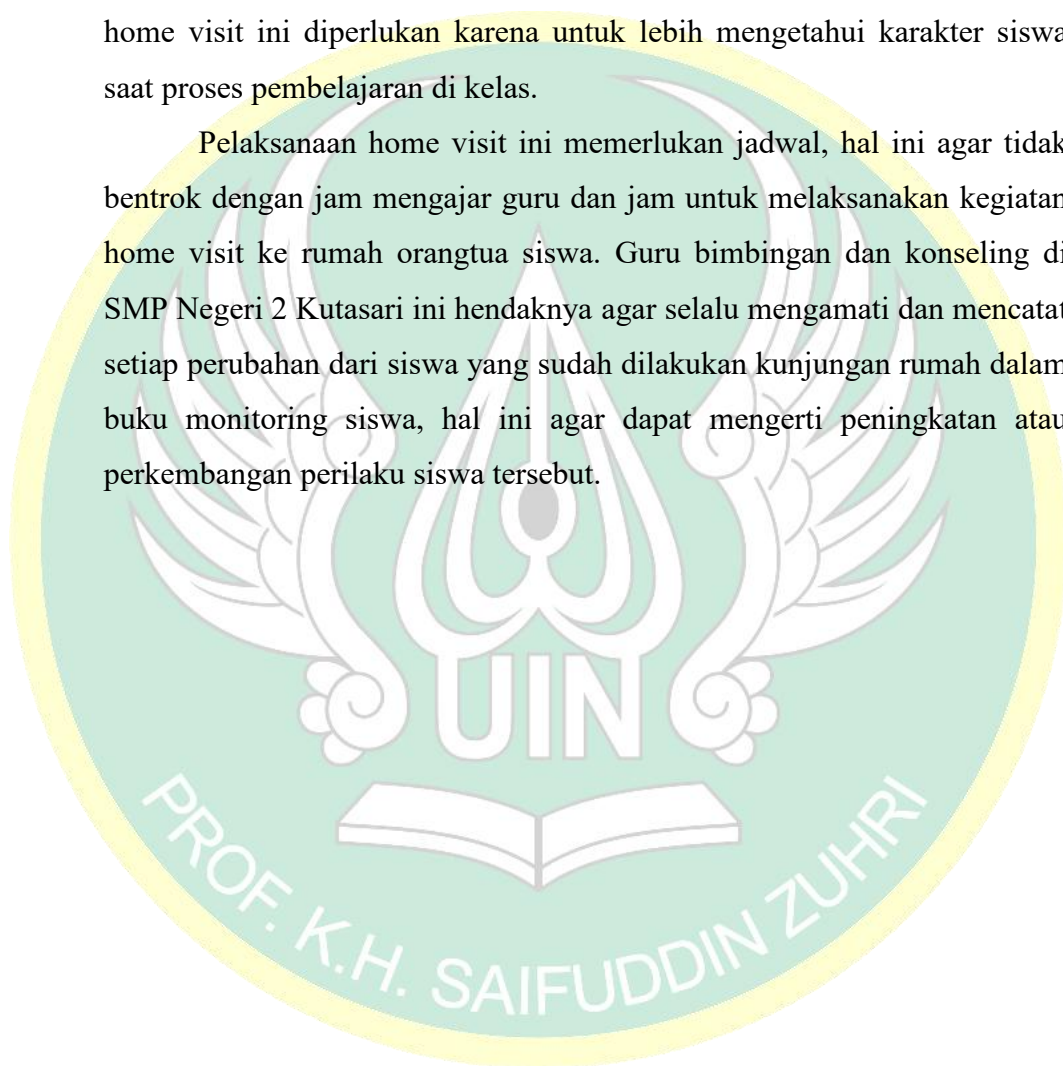 home visit ini diperlukan karena untuk lebih mengetahui karakter siswa
saat proses pembelajaran di kelas.
Pelaksanaan home visit ini memerlukan jadwal, hal ini agar tidak
bentrok dengan jam mengajar guru dan jam untuk melaksanakan kegiatan
home visit ke rumah orangtua siswa. Guru bimbingan dan konseling di
SMP Negeri 2 Kutasari ini hendaknya agar selalu mengamati dan mencatat
setiap perubahan dari siswa yang sudah dilakukan kunjungan rumah dalam
buku monitoring siswa, hal ini agar dapat mengerti peningkatan atau
perkembangan perilaku siswa tersebut.
UIN
PROF. K.H. SAIFUDDIN ZUHRI